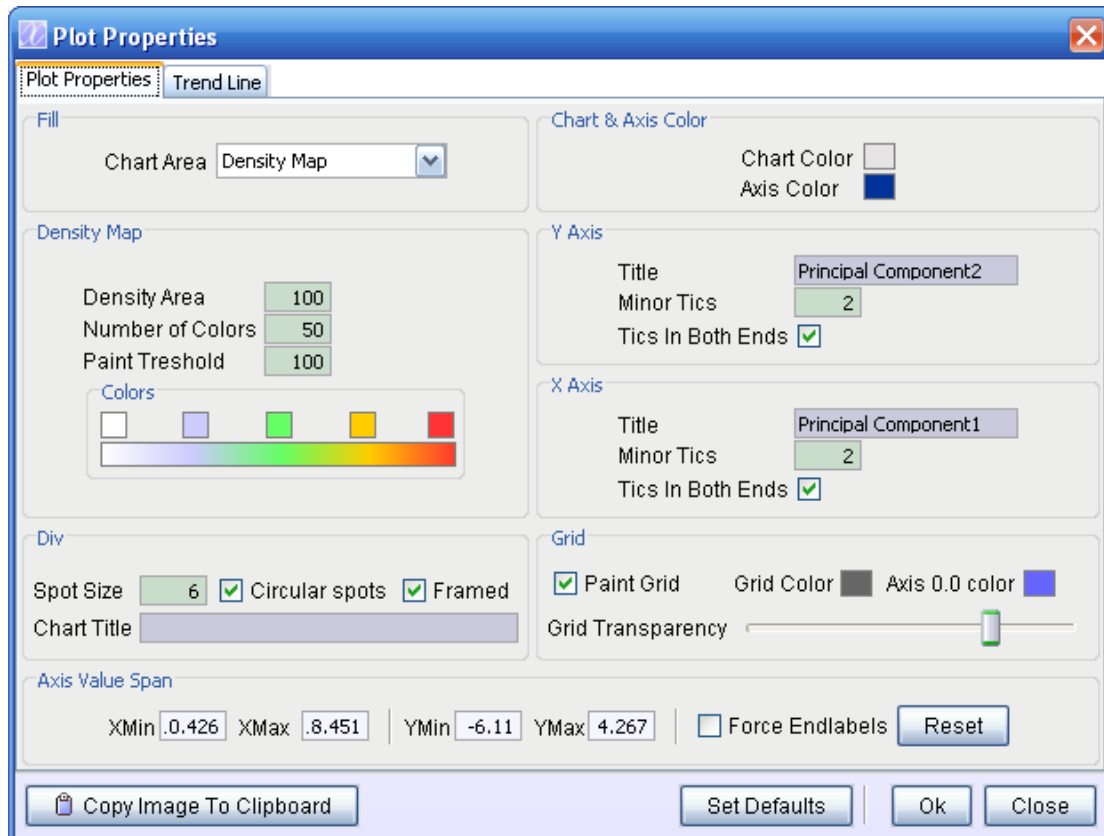 Plot Properties
Plot Properties Trend Line
Fill
Chart Area Density Map
Chart & Axis Color
Chart Color
Axis Color
Density Map
Density Area 100
Number of Colors 50
Paint Treshold 100
Colors
Y Axis
Title Principal Component2
Minor Tics 2
Tics In Both Ends
X Axis
Title Principal Component1
Minor Tics 2
Tics In Both Ends
Div
Spot Size 6 Circular spots Framed
Chart Title
Grid
Paint Grid Grid Color Axis 0.0 color
Grid Transparency
Axis Value Span
XMin .0.426 XMax .8.451 YMin -6.11 YMax 4.267 Force Endlabels Reset
Copy Image To Clipboard Set Defaults Ok Close